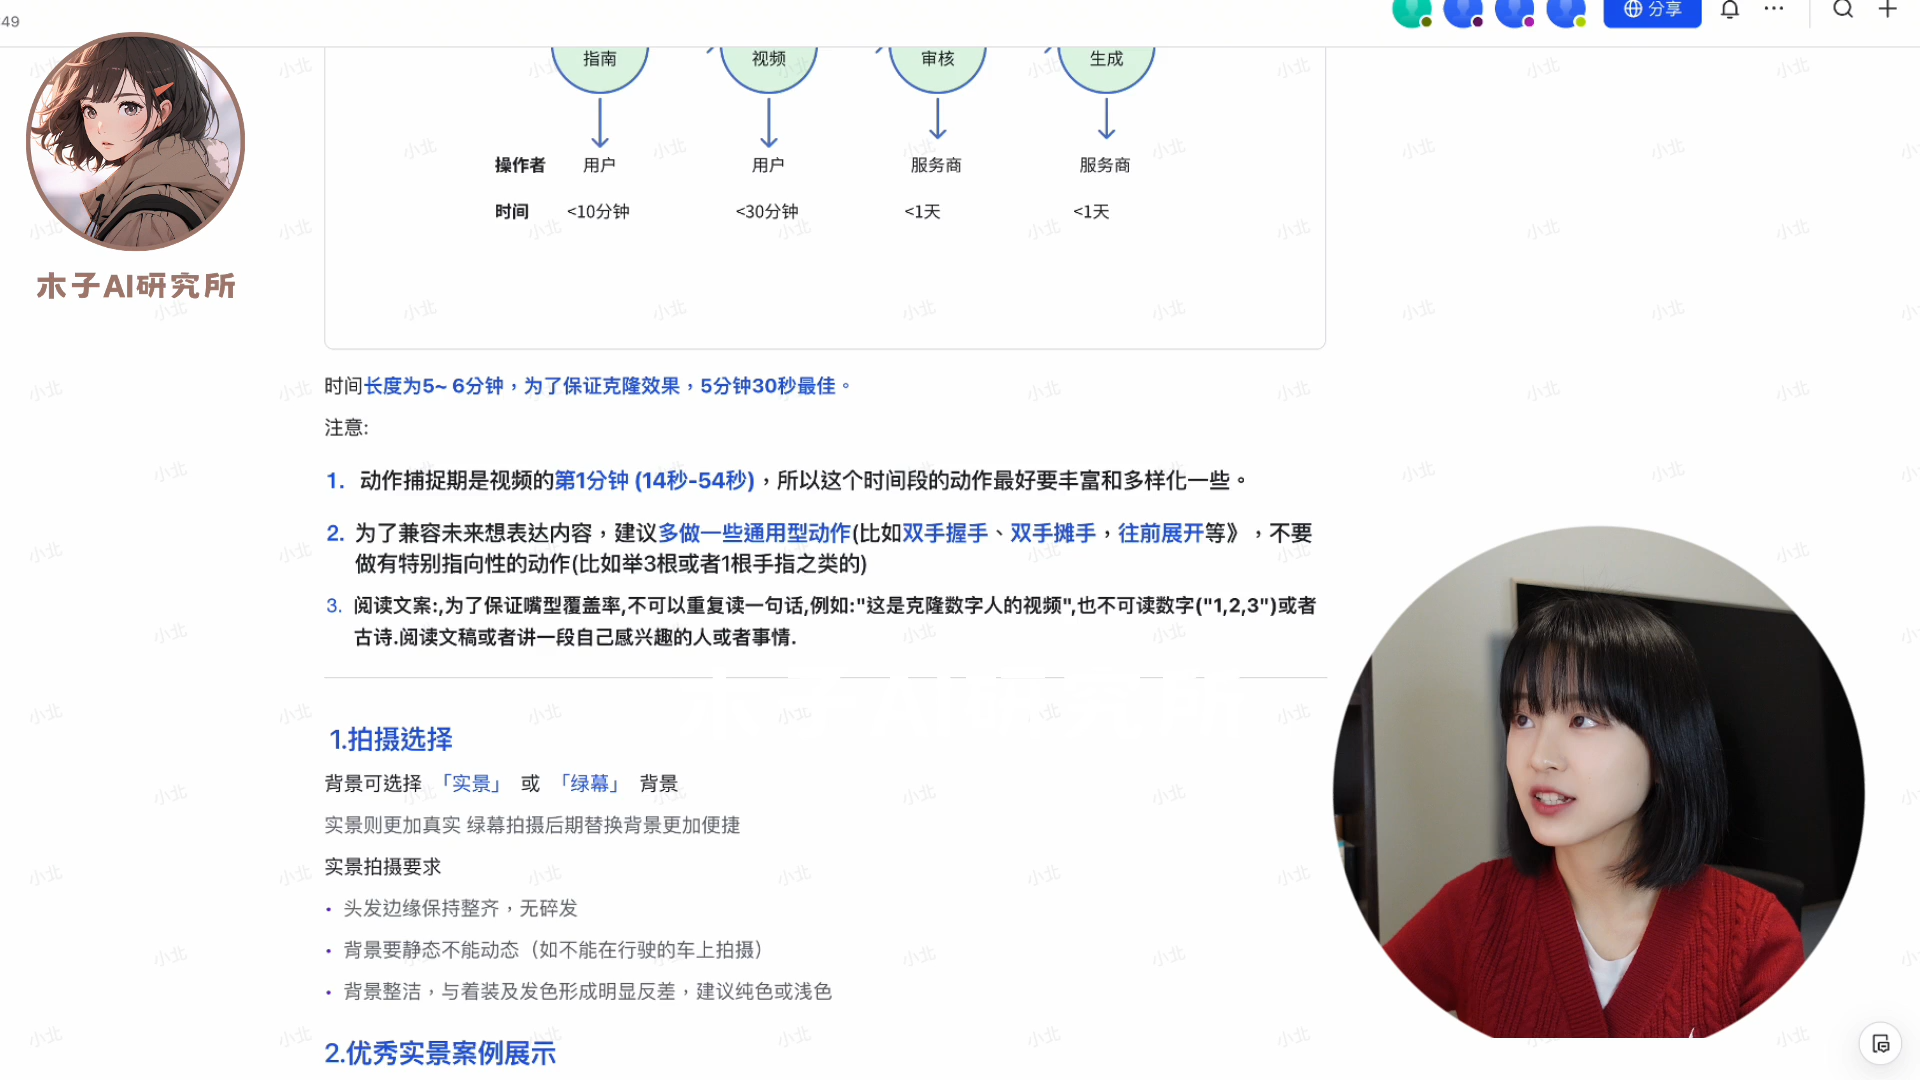 49
分享
木子AI研究所
指南 视频 审核 生成
操作者 用户 用户 服务商 服务商
时间 <10分钟 <30分钟 <1天 <1天
时间长度为5~ 6分钟，为了保证克隆效果，5分钟30秒最佳。
注意:
1. 动作捕捉期是视频的第1分钟 (14秒-54秒)，所以这个时间段的动作最好要丰富和多样化一些。
2. 为了兼容未来想表达内容，建议多做一些通用型动作(比如双手握手、双手摊手，往前展开等》，不要
做有特别指向性的动作(比如举3根或者1根手指之类的)
3. 阅读文案:,为了保证嘴型覆盖率,不可以重复读一句话,例如:"这是克隆数字人的视频",也不可读数字("1,2,3")或者
古诗.阅读文稿或者讲一段自己感兴趣的人或者事情.
1.拍摄选择
背景可选择 「实景」 或 「绿幕」 背景
实景则更加真实 绿幕拍摄后期替换背景更加便捷
实景拍摄要求
• 头发边缘保持整齐，无碎发
• 背景要静态不能动态（如不能在行驶的车上拍摄）
• 背景整洁，与着装及发色形成明显反差，建议纯色或浅色
2.优秀实景案例展示
小北